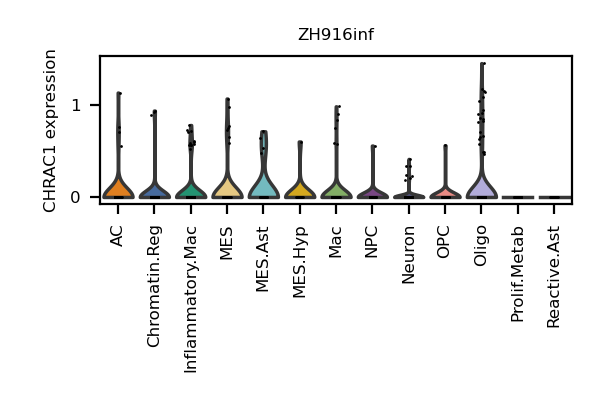 ZH916inf
CHRAC1 expression
1
0
AC
Chromatin.Reg
Inflammatory.Mac
MES
MES.Ast
MES.Hyp
Mac
NPC
Neuron
OPC
Oligo
Prolif.Metab
Reactive.Ast